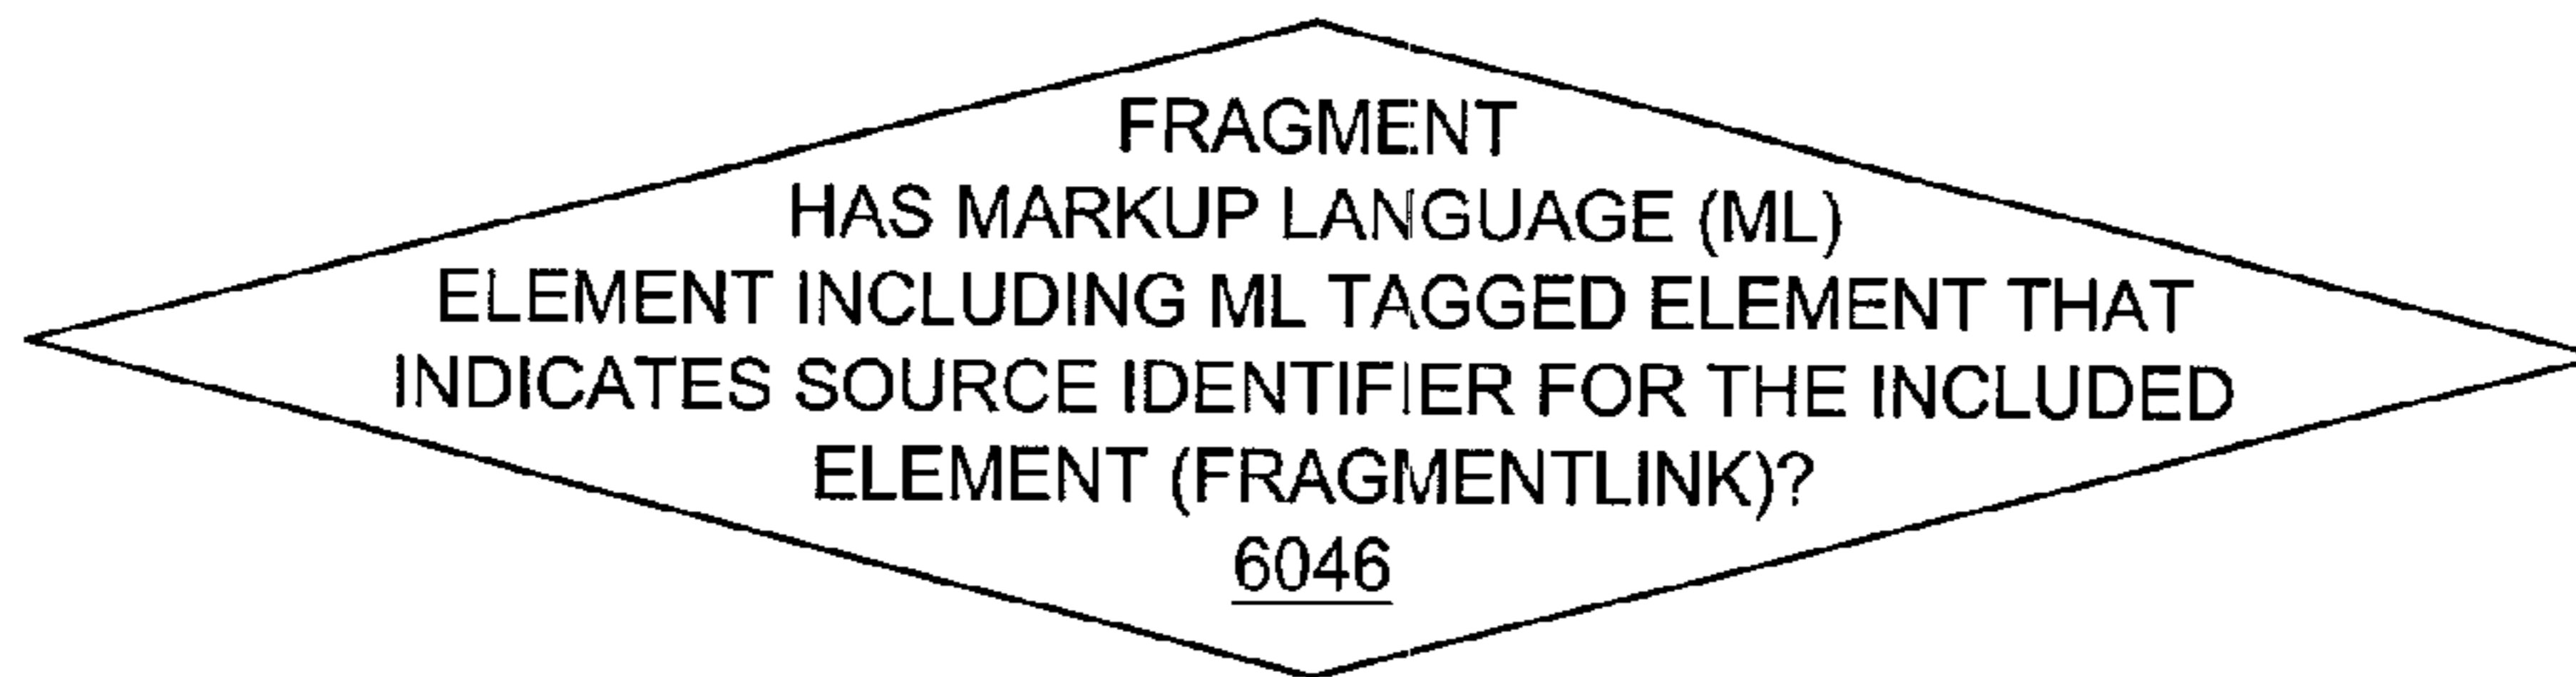 FRAGMENT
HAS MARKUP LANGUAGE (ML)
ELEMENT INCLUDING ML TAGGED ELEMENT THAT
INDICATES SOURCE IDENTIFIER FOR THE INCLUDED
ELEMENT (FRAGMENTLINK)?
6046